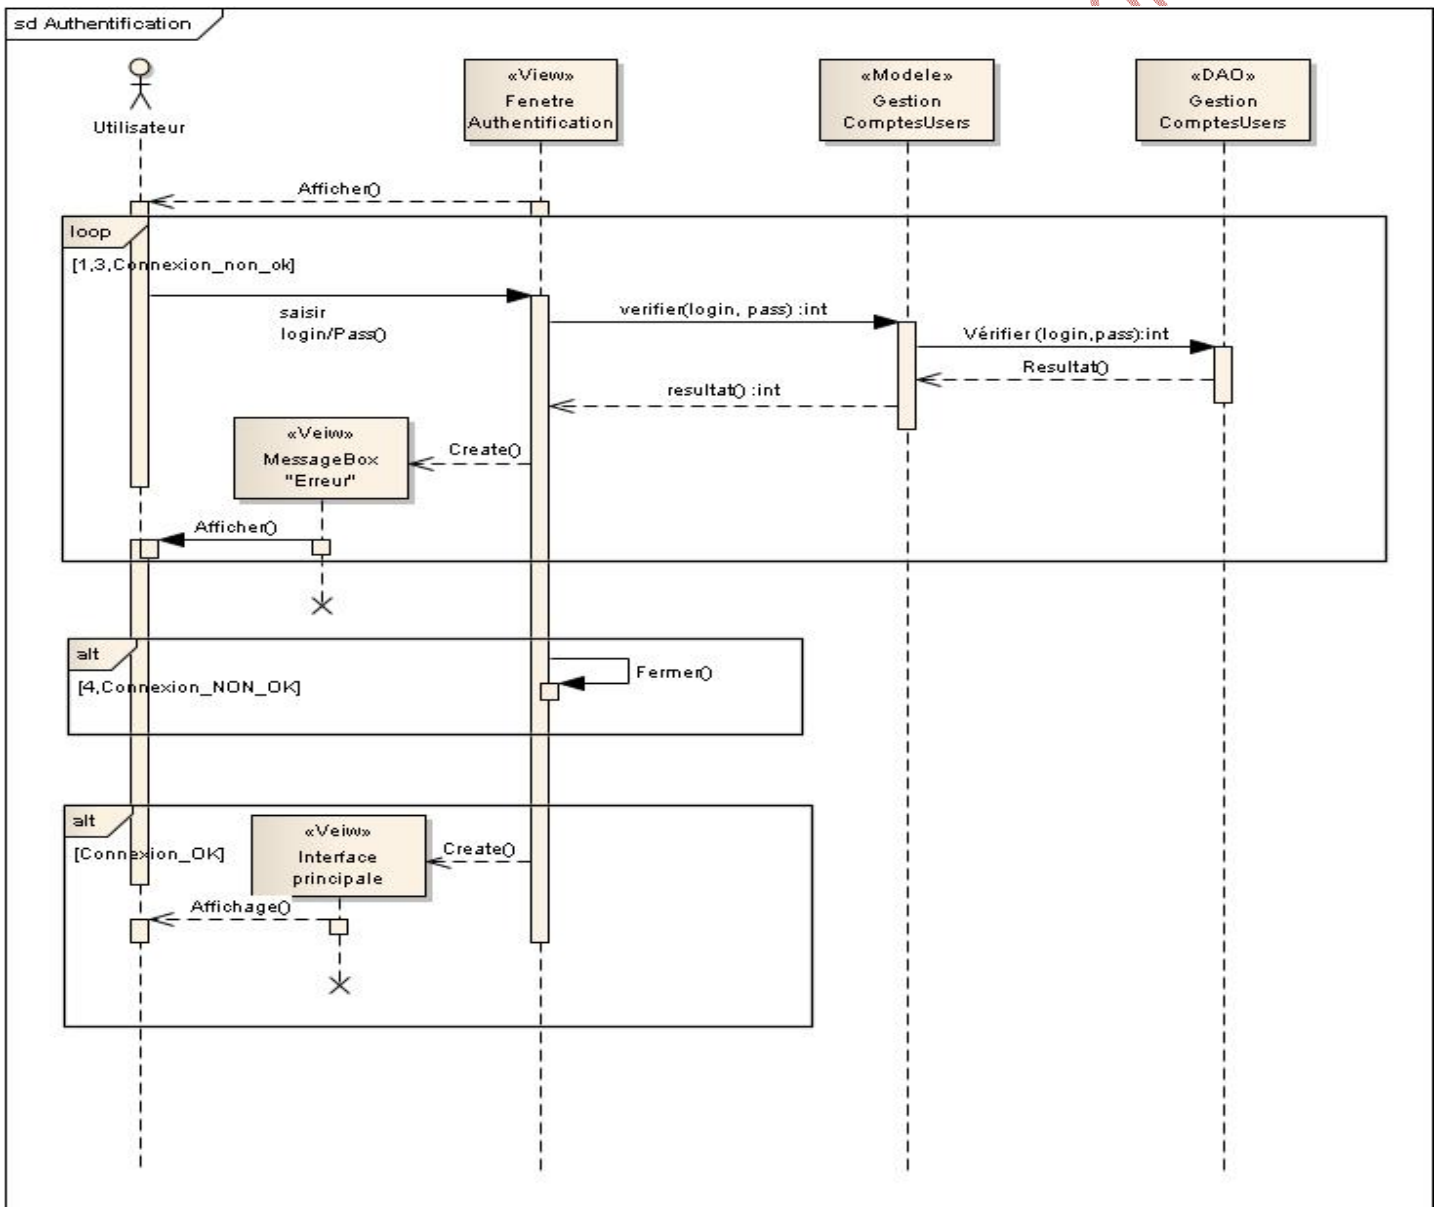 sd Authentification
Utilisateur
«View»
Fenetre
Authentification
«Modele»
Gestion
ComptesUsers
«DAO»
Gestion
ComptesUsers
Afficher()
loop
[1,3,Connexion_non_ok]
saisir
login/Pass()
verifier(login, pass) :int
Vérifier (login,pass):int
Resultat()
resultat() :int
«Veiw»
MessageBox
"Erreur"
Create()
Afficher()
alt
[4,Connexion_NON_OK]
Fermer()
alt
[Connexion_OK]
«Veiw»
Interface
principale
Create()
Affichage()